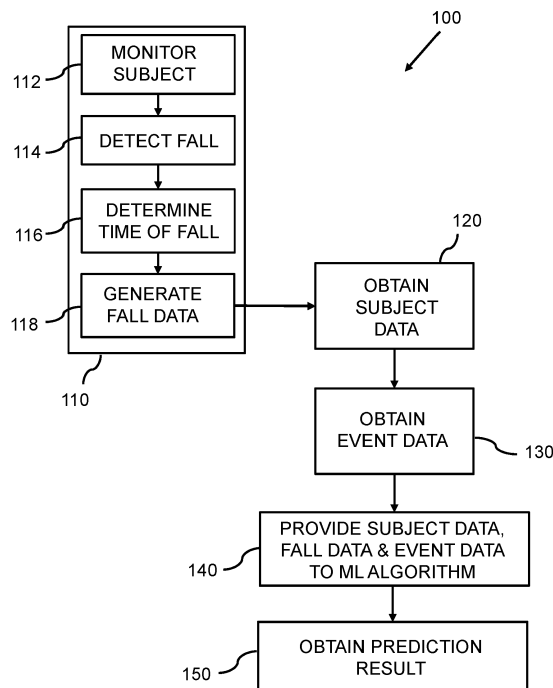 100
MONITOR
SUBJECT
112
DETECT FALL
114
DETERMINE
TIME OF FALL
116
GENERATE
FALL DATA
118
110
120
OBTAIN
SUBJECT
DATA
OBTAIN
EVENT DATA
130
PROVIDE SUBJECT DATA,
FALL DATA & EVENT DATA
TO ML ALGORITHM
140
OBTAIN PREDICTION
RESULT
150